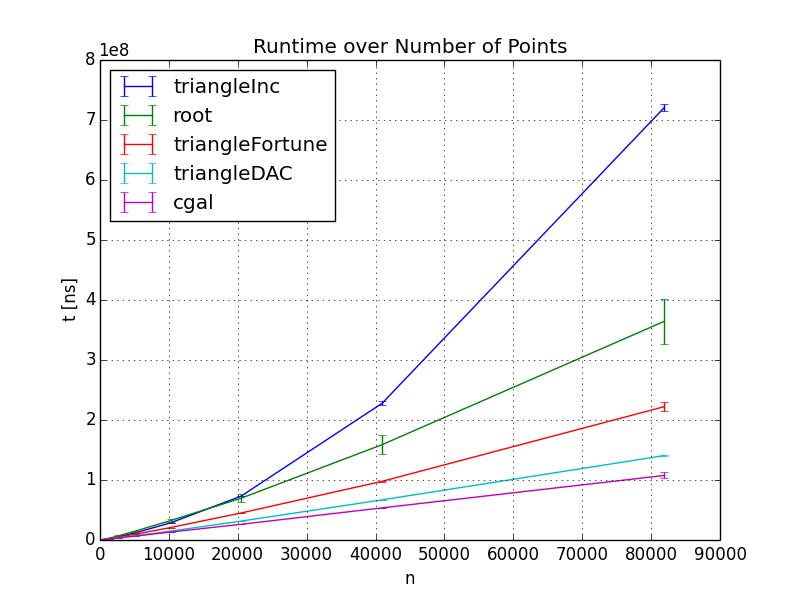 Runtime over Number of Points
1e8
8
7
6
5
4
3
2
1
0
t [ns]
triangleInc
root
triangleFortune
triangleDAC
cgal
0 10000 20000 30000 40000 50000 60000 70000 80000 90000
n